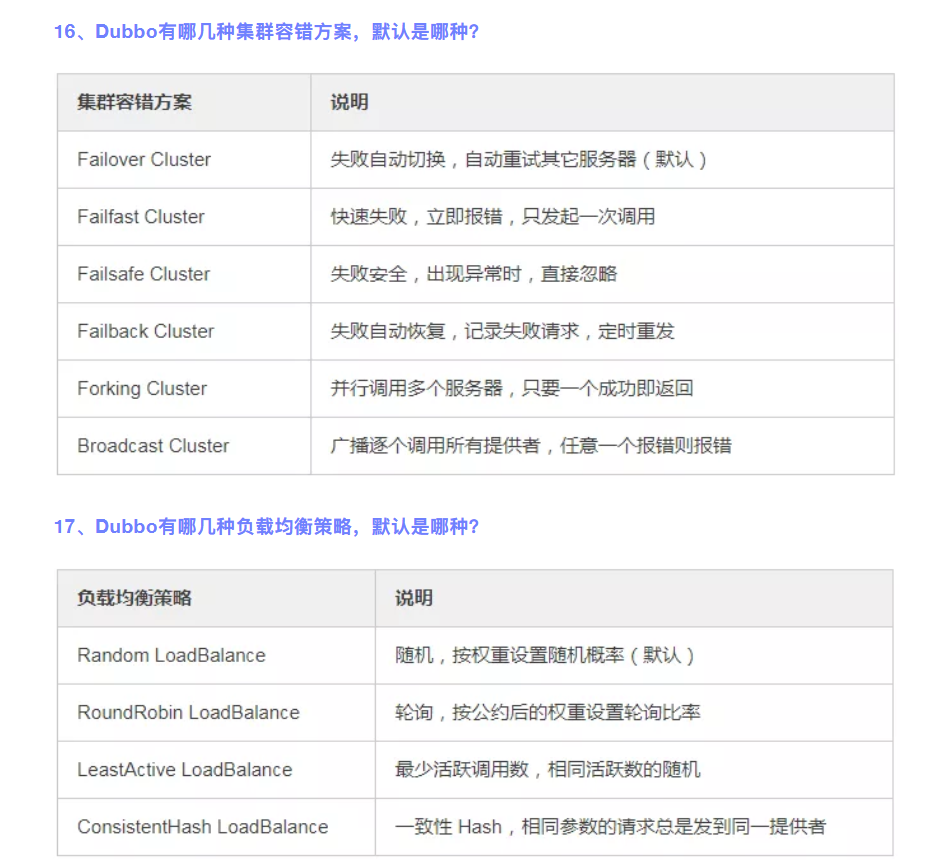 16、Dubbo有哪几种集群容错方案，默认是哪种?
集群容错方案 说明
Failover Cluster 失败自动切换，自动重试其它服务器（默认）
Failfast Cluster 快速失败，立即报错，只发起一次调用
Failsafe Cluster 失败安全，出现异常时，直接忽略
Failback Cluster 失败自动恢复，记录失败请求，定时重发
Forking Cluster 并行调用多个服务器，只要一个成功即返回
Broadcast Cluster 广播逐个调用所有提供者，任意一个报错则报错
17、Dubbo有哪几种负载均衡策略，默认是哪种?
负载均衡策略 说明
Random LoadBalance 随机，按权重设置随机概率（默认）
RoundRobin LoadBalance 轮询，按公约后的权重设置轮询比率
LeastActive LoadBalance 最少活跃调用数，相同活跃数的随机
ConsistentHash LoadBalance 一致性 Hash，相同参数的请求总是发到同一提供者